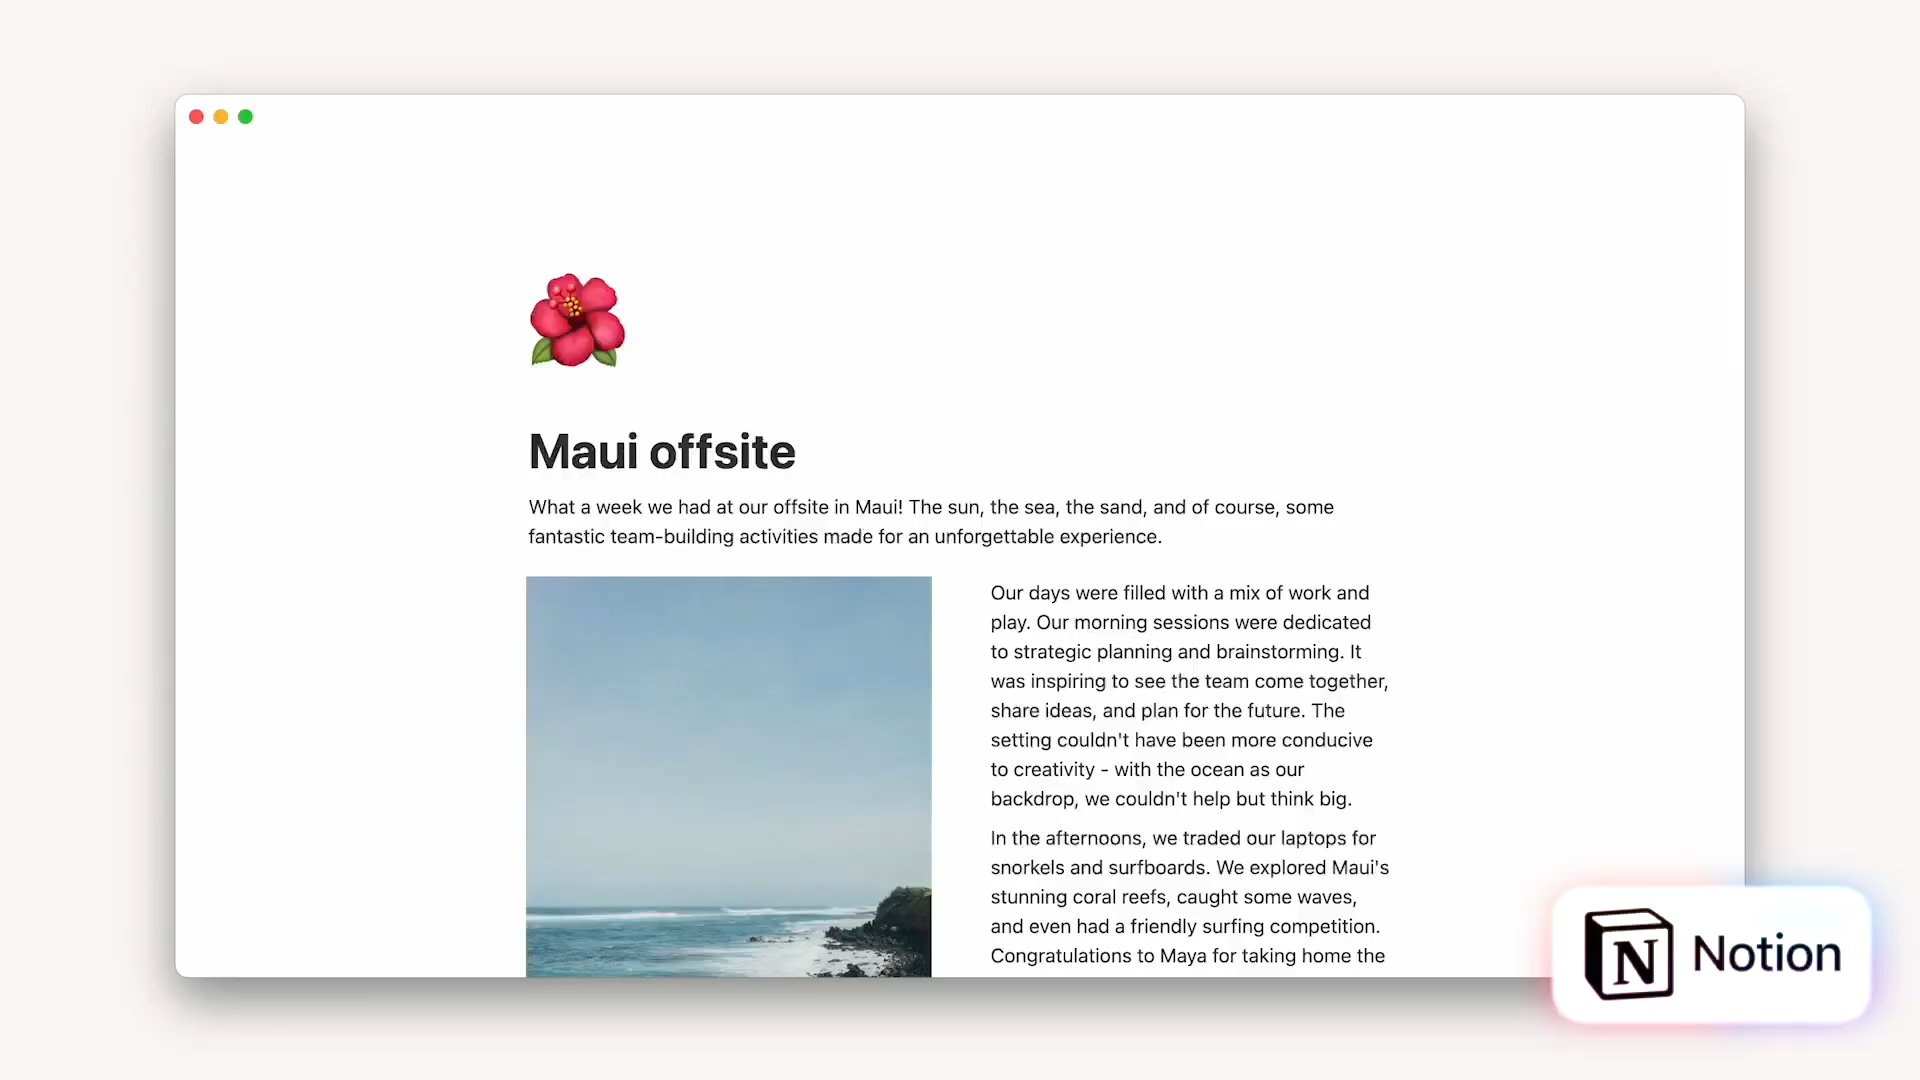 Maui offsite
What a week we had at our offsite in Maui! The sun, the sea, the sand, and of course, some
fantastic team-building activities made for an unforgettable experience.
Our days were filled with a mix of work and
play. Our morning sessions were dedicated
to strategic planning and brainstorming. It
was inspiring to see the team come together,
share ideas, and plan for the future. The
setting couldn't have been more conducive
to creativity - with the ocean as our
backdrop, we couldn't help but think big.
In the afternoons, we traded our laptops for
snorkels and surfboards. We explored Maui's
stunning coral reefs, caught some waves,
and even had a friendly surfing competition.
Congratulations to Maya for taking home the
N Notion